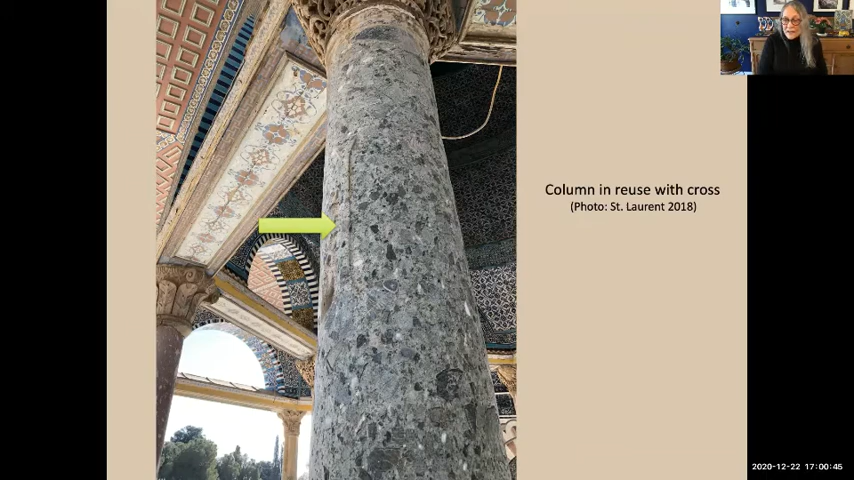 Column in reuse with cross
(Photo: St. Laurent 2018)
2020-12-22 17:00:45